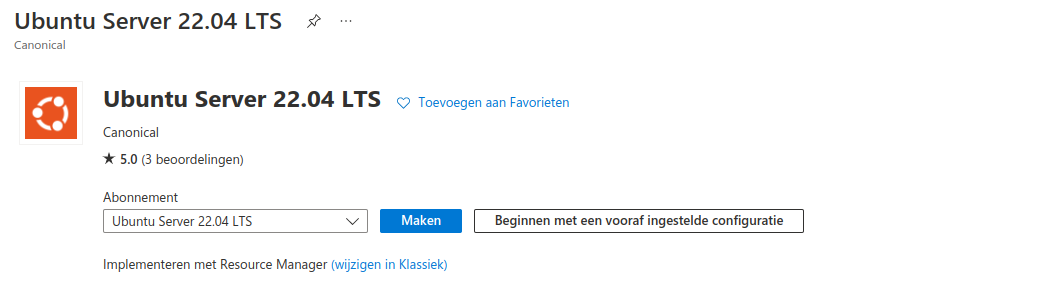 Ubuntu Server 22.04 LTS
Canonical
Ubuntu Server 22.04 LTS Toevoegen aan Favorieten
Canonical
★ 5.0 (3 beoordelingen)
Abonnement
Ubuntu Server 22.04 LTS Maken Beginnen met een vooraf ingestelde configuratie
Implementeren met Resource Manager (wijzigen in Klassiek)